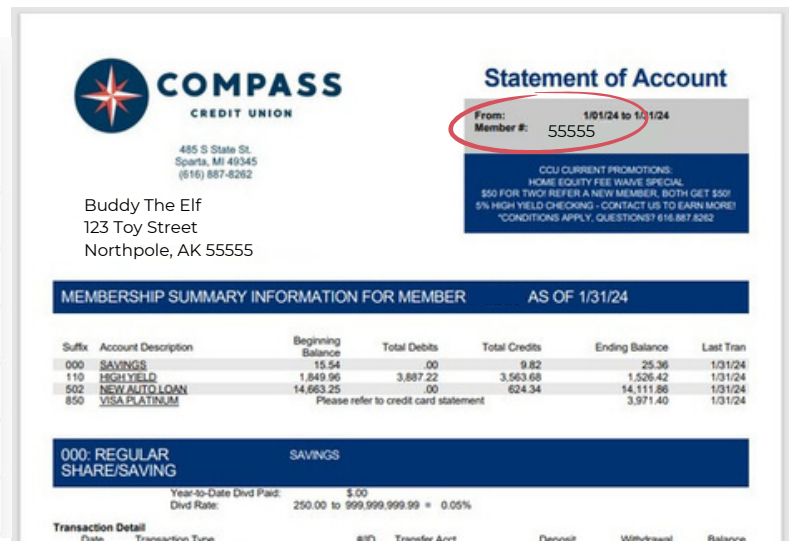 COMPASS
CREDIT UNION
485 S State St.
Sparta, MI 49345
(616) 887-8262
Buddy The Elf
123 Toy Street
Northpole, AK 55555
Statement of Account
From: 1/01/24 to 1/31/24
Member #: 55555
CCU CURRENT PROMOTIONS:
HOME EQUITY FEE WAIVE SPECIAL
$50 FOR TWO! REFER A NEW MEMBER, BOTH GET $50!
5% HIGH YIELD CHECKING - CONTACT US TO EARN MORE!
*CONDITIONS APPLY, QUESTIONS? 616.887.8262
MEMBERSHIP SUMMARY INFORMATION FOR MEMBER AS OF 1/31/24
Suffix Account Description Beginning Balance Total Debits Total Credits Ending Balance Last Tran
000 SAVINGS 15.54 .00 9.82 25.36 1/31/24
110 HIGH YIELD 1,849.96 3,887.22 3,563.68 1,526.42 1/31/24
502 NEW AUTO LOAN 14,663.25 .00 624.34 14,111.86 1/31/24
850 VISA PLATINUM Please refer to credit card statement 3,971.40 1/31/24
000: REGULAR SAVINGS
SHARE/SAVING
Year-to-Date Divd Paid: $.00
Divd Rate: 250.00 to 999,999,999.99 = 0.05%
Transaction Detail
Date Transaction Type #/ID Transfer Acct Deposit Withdrawal Balance